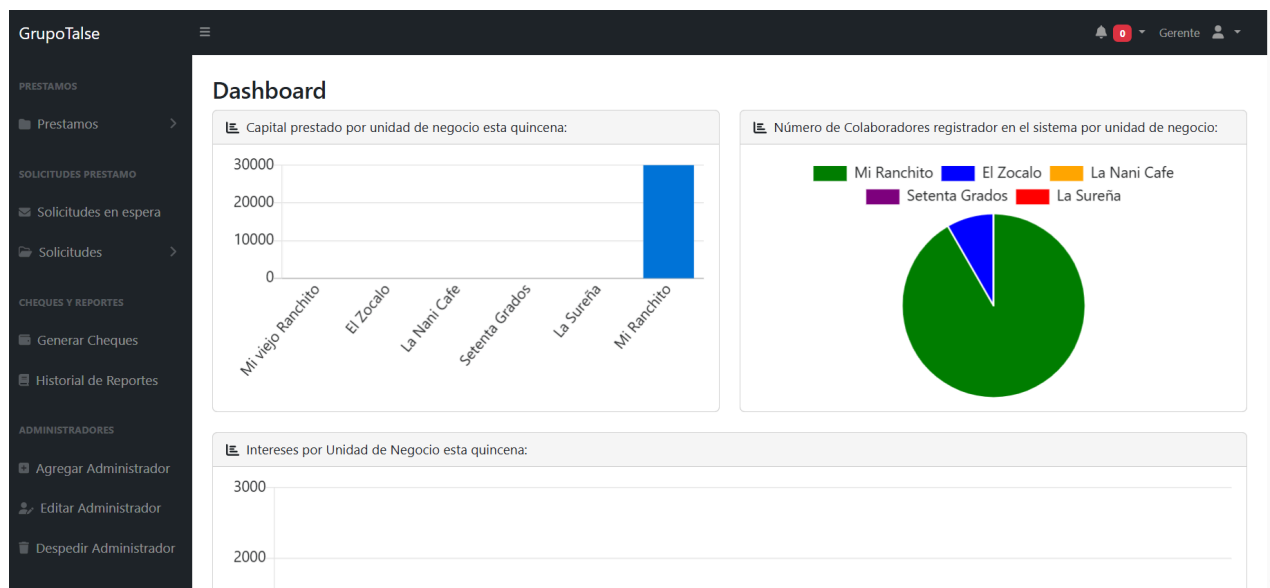 GrupoTalse
0
Gerente
PRESTAMOS
Prestamos
SOLICITUDES PRESTAMO
Solicitudes en espera
Solicitudes
CHEQUES Y REPORTES
Generar Cheques
Historial de Reportes
ADMINISTRADORES
Agregar Administrador
Editar Administrador
Despedir Administrador
Dashboard
Capital prestado por unidad de negocio esta quincena:
30000
20000
10000
0
Mi viejo Ranchito
El Zocalo
La Nani Cafe
Setenta Grados
La Sureña
Mi Ranchito
Número de Colaboradores registrador en el sistema por unidad de negocio:
Mi Ranchito El Zocalo La Nani Cafe
Setenta Grados La Sureña
Intereses por Unidad de Negocio esta quincena:
3000
2000